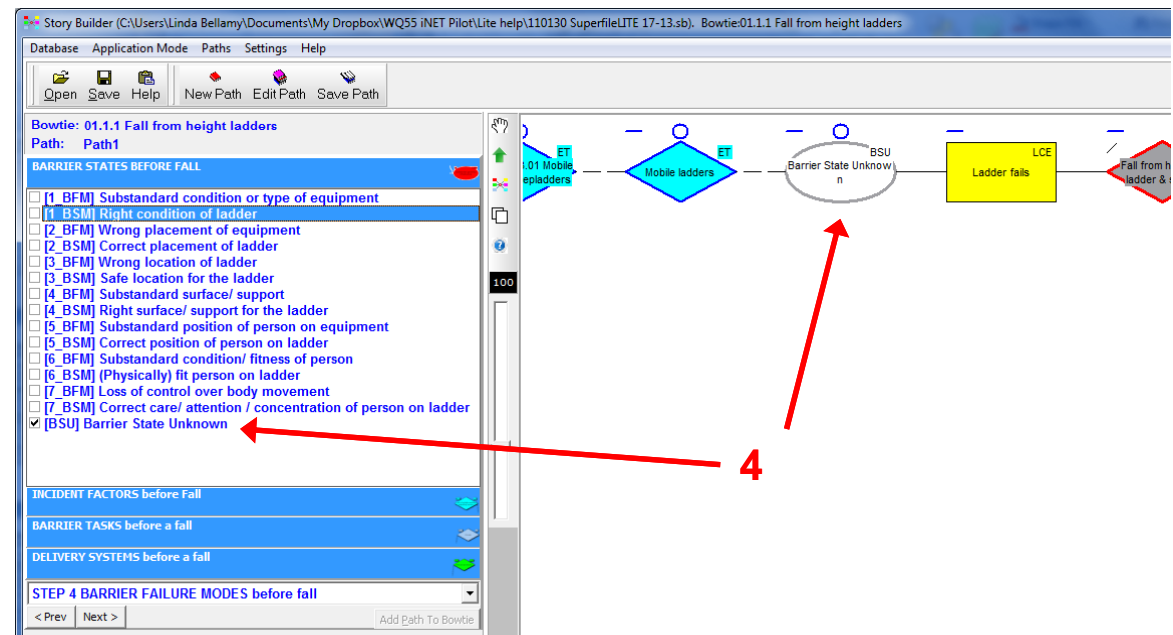 Story Builder (C:\Users\Linda Bellamy\Documents\My Dropbox\WQ55 iNET Pilot\Lite help\110130 SuperfileLITE 17-13.sb). Bowtie:01.1.1 Fall from height ladders
Database Application Mode Paths Settings Help
Open Save Help New Path Edit Path Save Path
Bowtie: 01.1.1 Fall from height ladders
Path: Path1
BARRIER STATES BEFORE FALL
[1_BFM] Substandard condition or type of equipment
[1_BSM] Right condition of ladder
[2_BFM] Wrong placement of equipment
[2_BSM] Correct placement of ladder
[3_BFM] Wrong location of ladder
[3_BSM] Safe location for the ladder
[4_BFM] Substandard surface/ support
[4_BSM] Right surface/ support for the ladder
[5_BFM] Substandard position of person on equipment
[5_BSM] Correct position of person on ladder
[6_BFM] Substandard condition/ fitness of person
[6_BSM] (Physically) fit person on ladder
[7_BFM] Loss of control over body movement
[7_BSM] Correct care/ attention / concentration of person on ladder
[BSU] Barrier State Unknown
INCIDENT FACTORS before Fall
BARRIER TASKS before a fall
DELIVERY SYSTEMS before a fall
STEP 4 BARRIER FAILURE MODES before fall
< Prev Next > Add Path To Bowtie
100
ET
.01 Mobile
epladders
ET
Mobile ladders
BSU
Barrier State Unknow
n
LCE
Ladder fails
Fall from h
ladder & s
4